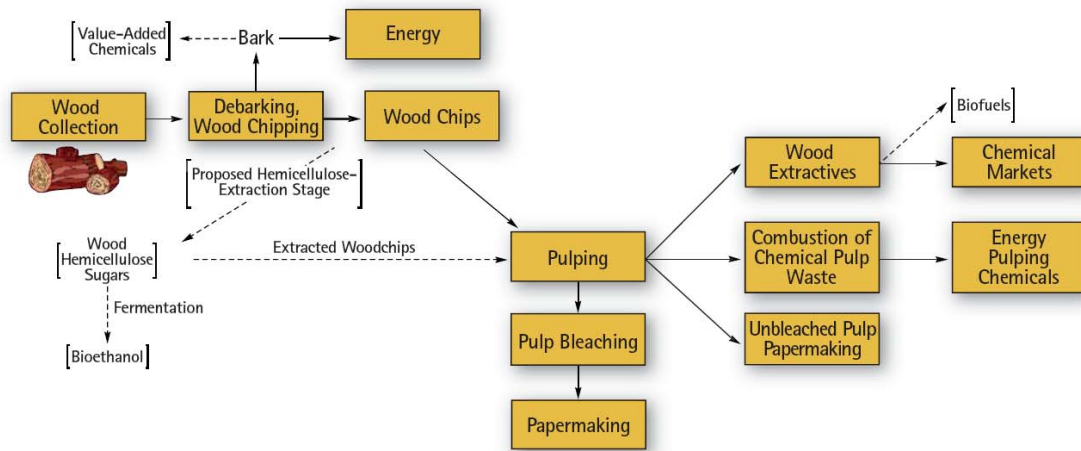 [Value-Added
Chemicals]
Bark
Energy
Wood
Collection
Debarking,
Wood Chipping
Wood Chips
[Proposed Hemicellulose-
Extraction Stage]
[Biofuels]
Wood
Extractives
Chemical
Markets
[Wood
Hemicellulose
Sugars]
Extracted Woodchips
Pulping
Combustion of
Chemical Pulp
Waste
Energy
Pulping
Chemicals
Fermentation
[Bioethanol]
Pulp Bleaching
Unbleached Pulp
Papermaking
Papermaking